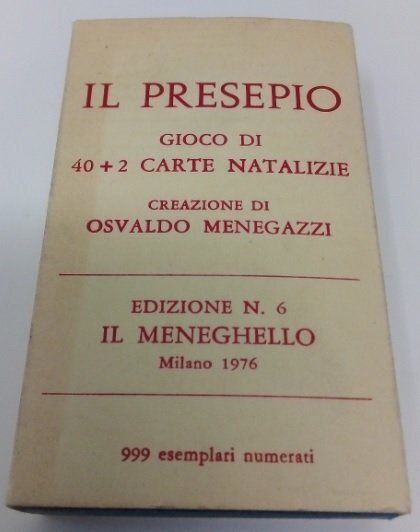 IL PRESEPIO
GIOCO DI
40 + 2 CARTE NATALIZIE
CREAZIONE DI
OSVALDO MENEGAZZI
EDIZIONE N. 6
IL MENEGHELLO
Milano 1976
999 esemplari numerati